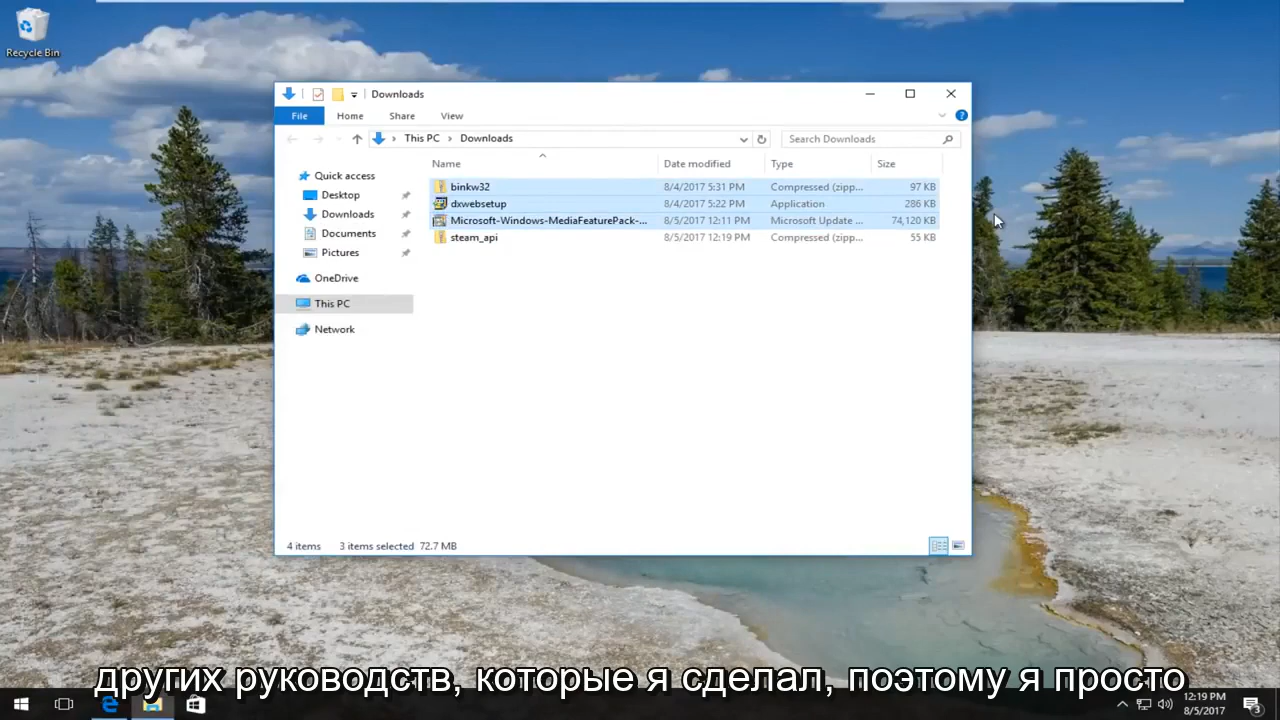 Recycle Bin
Downloads
File Home Share View
This PC Downloads
Search Downloads
Name Date modified Type Size
Quick access
Desktop
Downloads
Documents
Pictures
OneDrive
This PC
Network
binkw32 8/4/2017 5:31 PM Compressed (zipp... 97 KB
dxwebsetup 8/4/2017 5:22 PM Application 286 KB
Microsoft-Windows-MediaFeaturePack-... 8/5/2017 12:11 PM Microsoft Update ... 74,120 KB
steam_api 8/5/2017 12:19 PM Compressed (zipp... 55 KB
4 items 3 items selected 72.7 MB
других руководств, которые я сделал, поэтому я просто
12:19 PM
8/5/2017
3